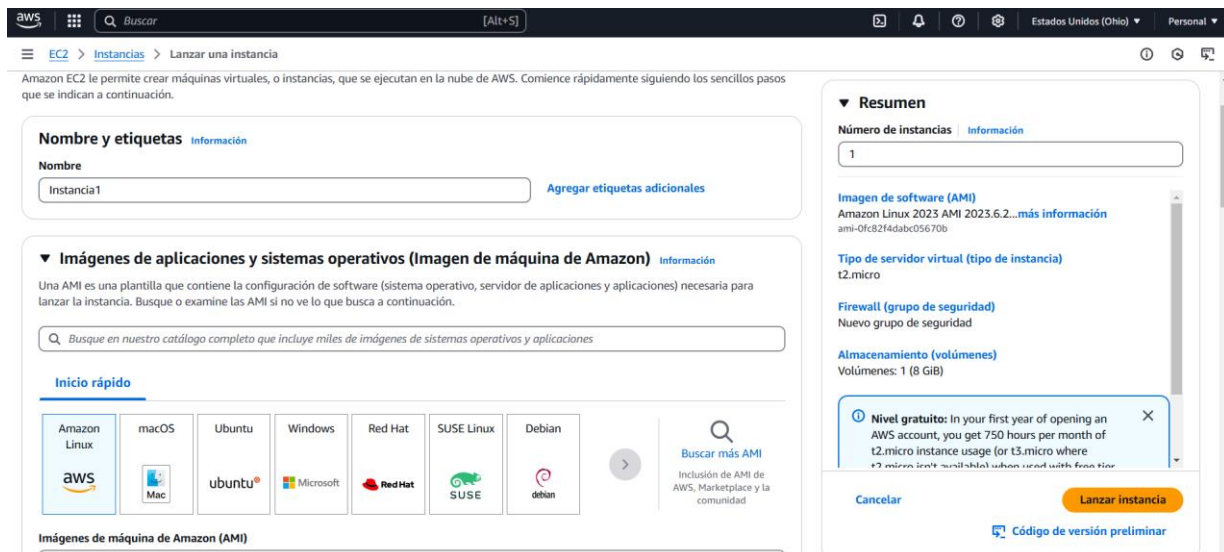 aws
Buscar [Alt+S]
Estados Unidos (Ohio) ▼
Personal ▼
EC2 > Instancias > Lanzar una instancia
Amazon EC2 le permite crear máquinas virtuales, o instancias, que se ejecutan en la nube de AWS. Comience rápidamente siguiendo los sencillos pasos
que se indican a continuación.
Nombre y etiquetas Información
Nombre
Instancia1
Agregar etiquetas adicionales
▼ Imágenes de aplicaciones y sistemas operativos (Imagen de máquina de Amazon) Información
Una AMI es una plantilla que contiene la configuración de software (sistema operativo, servidor de aplicaciones y aplicaciones) necesaria para
lanzar la instancia. Busque o examine las AMI si no ve lo que busca a continuación.
Busque en nuestro catálogo completo que incluye miles de imágenes de sistemas operativos y aplicaciones
Inicio rápido
Amazon
Linux
aws
macOS
Mac
Ubuntu
ubuntu®
Windows
Microsoft
Red Hat
Red Hat
SUSE Linux
SUSE
Debian
debian
Buscar más AMI
Inclusión de AMI de
AWS, Marketplace y la
comunidad
Imágenes de máquina de Amazon (AMI)
▼ Resumen
Número de instancias Información
1
Imagen de software (AMI)
Amazon Linux 2023 AMI 2023.6.2...más información
ami-0fc82f4dabc05670b
Tipo de servidor virtual (tipo de instancia)
t2.micro
Firewall (grupo de seguridad)
Nuevo grupo de seguridad
Almacenamiento (volúmenes)
Volúmenes: 1 (8 GiB)
Nivel gratuito: In your first year of opening an
AWS account, you get 750 hours per month of
t2.micro instance usage (or t3.micro where
t2.micro isn't available) when used with free tier
Cancelar
Lanzar instancia
Código de versión preliminar